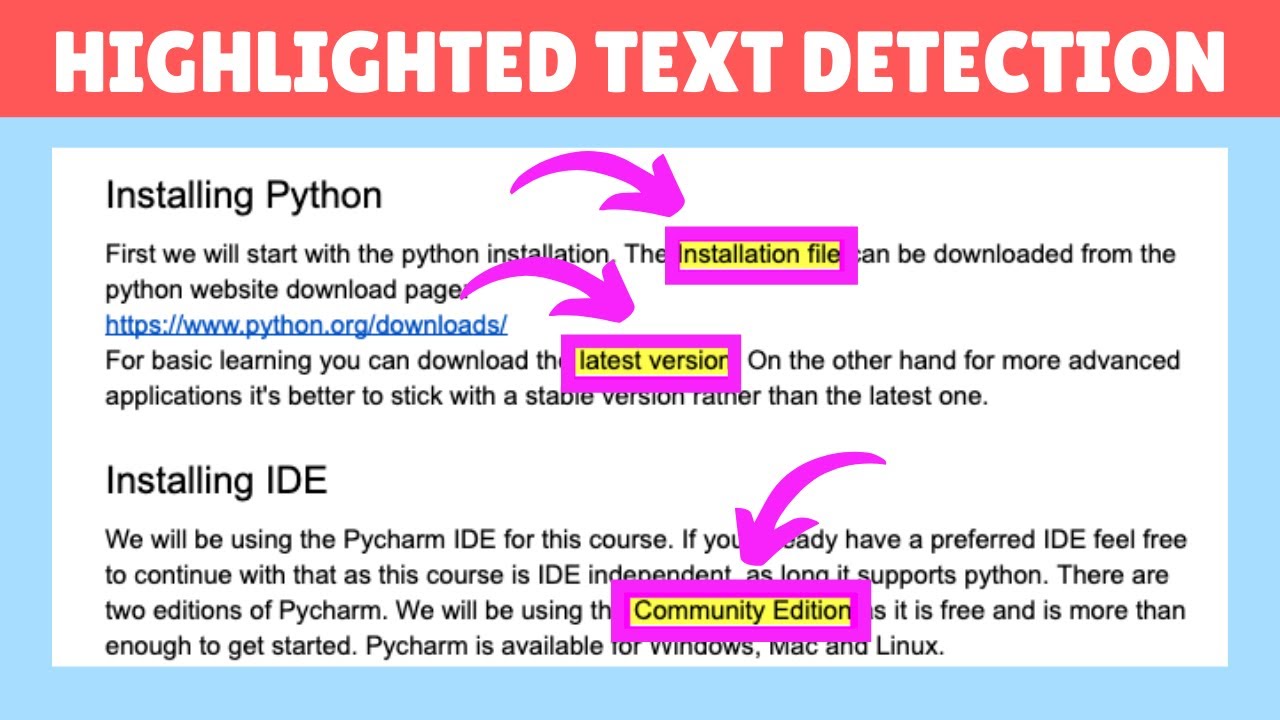 HIGHLIGHTED TEXT DETECTION
Installing Python
First we will start with the python installation. The Installation file can be downloaded from the
python website download page:
https://www.python.org/downloads/
For basic learning you can download the latest version. On the other hand for more advanced
applications it's better to stick with a stable version rather than the latest one.
Installing IDE
We will be using the Pycharm IDE for this course. If you already have a preferred IDE feel free
to continue with that as this course is IDE independent, as long it supports python. There are
two editions of Pycharm. We will be using the Community Edition as it is free and is more than
enough to get started. Pycharm is available for Windows, Mac and Linux.